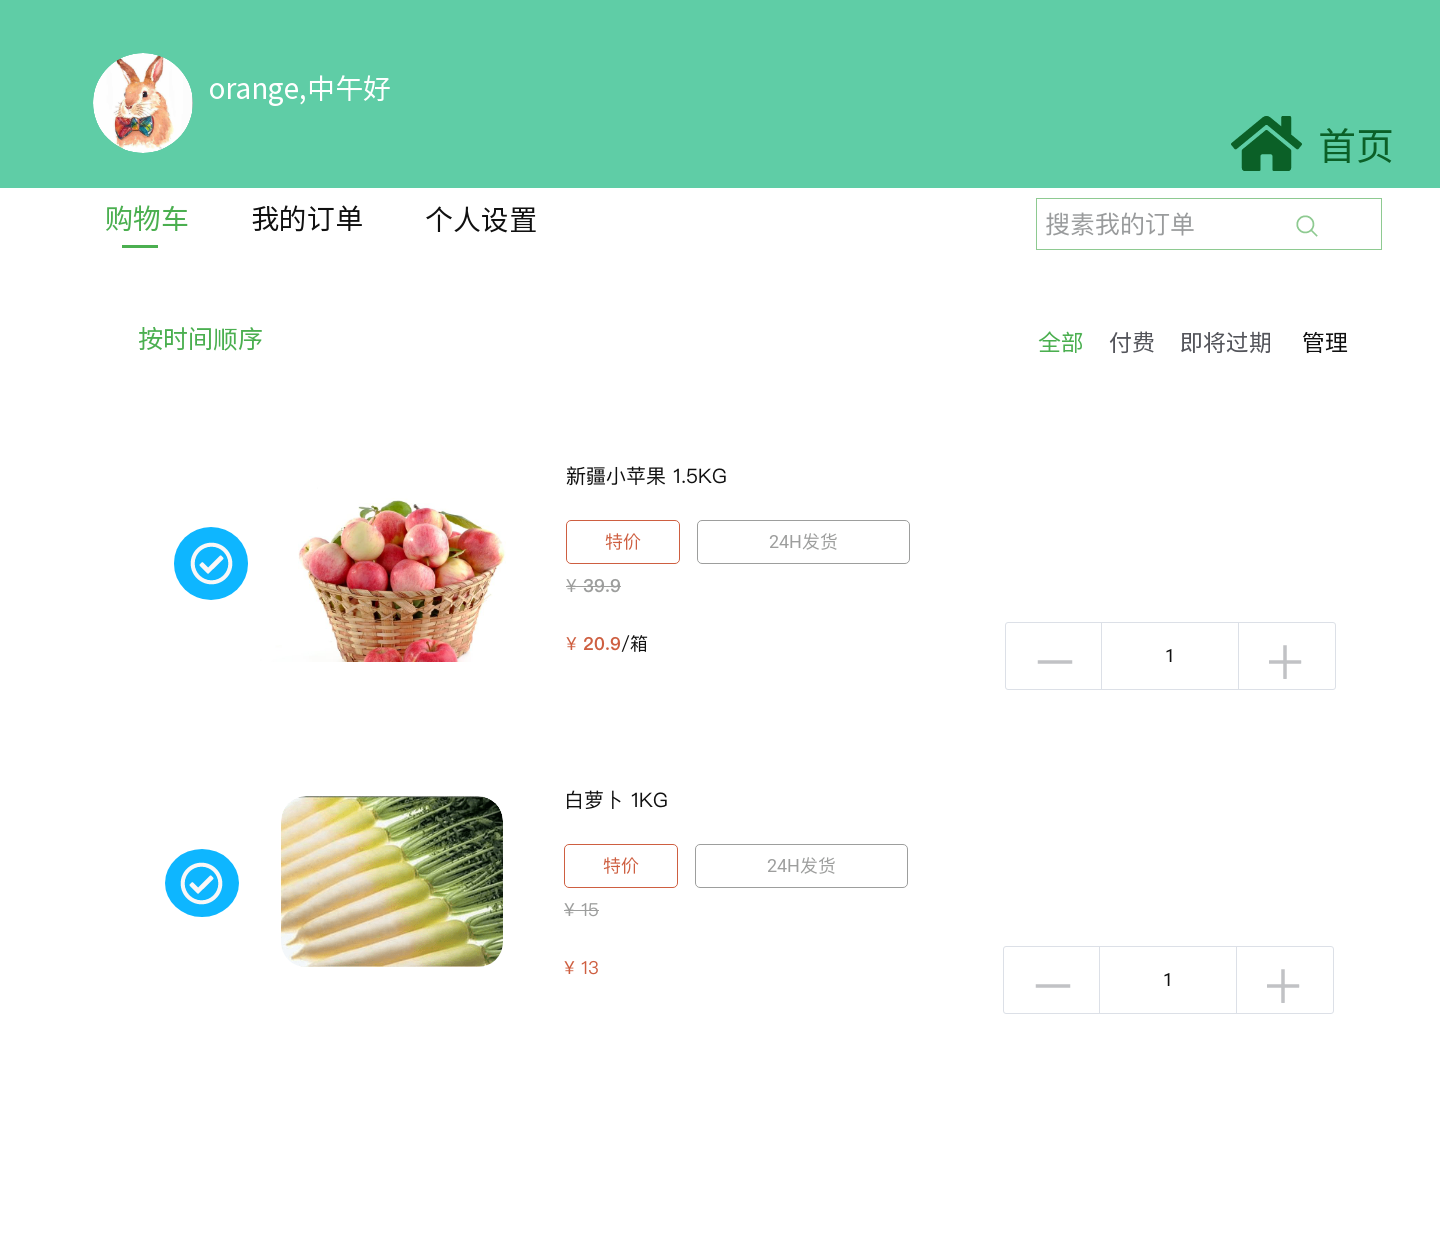 orange,中午好
首页
购物车 我的订单 个人设置
搜素我的订单
按时间顺序
全部 付费 即将过期 管理
新疆小苹果 1.5KG
特价 24H发货
¥ 39.9
¥ 20.9/箱
1
白萝卜 1KG
特价 24H发货
¥ 15
¥ 13
1